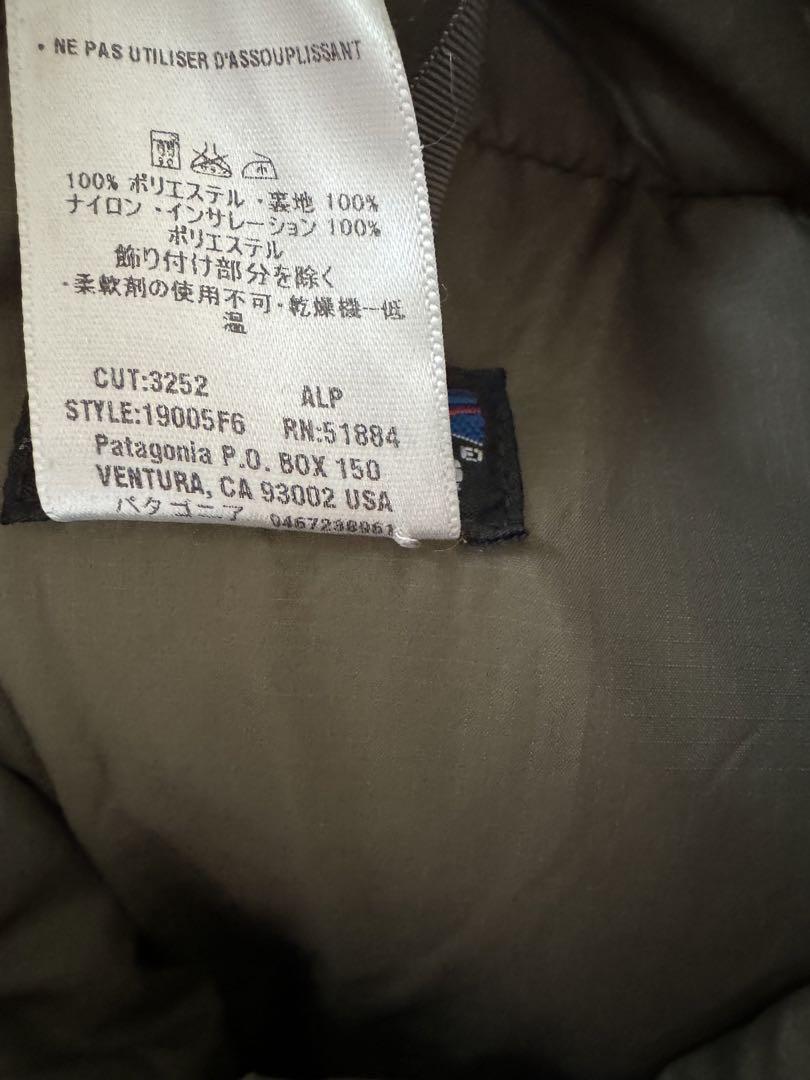 • NE PAS UTILISER D'ASSOUPLISSANT
100% ポリエステル・裏地 100%
ナイロン・インサレーション 100%
ポリエステル
飾り付け部分を除く
・柔軟剤の使用不可・乾燥機一低
温
CUT:3252 ALP
STYLE:19005F6 RN:51884
Patagonia P.O. BOX 150
VENTURA, CA 93002 USA
パタゴニア